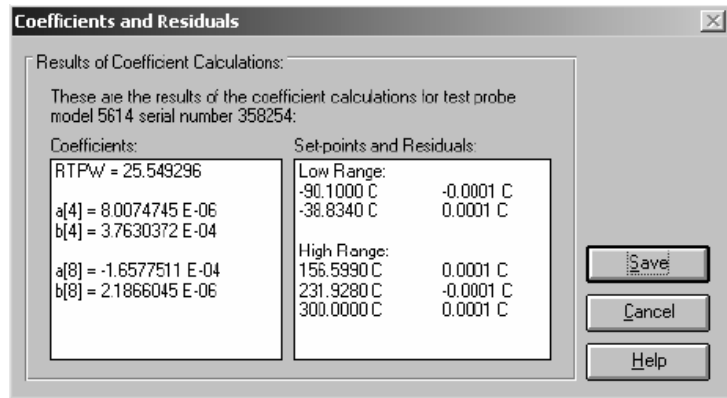 Coefficients and Residuals
Results of Coefficient Calculations:
These are the results of the coefficient calculations for test probe
model 5614 serial number 358254:
Coefficients:
RTPW = 25.549296
a[4] = 8.0074745 E-06
b[4] = 3.7630372 E-04
a[8] = -1.6577511 E-04
b[8] = 2.1866045 E-06
Set-points and Residuals:
Low Range:
-90.1000 C -0.0001 C
-38.8340 C 0.0001 C
High Range:
156.5990 C 0.0001 C
231.9280 C -0.0001 C
300.0000 C 0.0001 C
Save
Cancel
Help